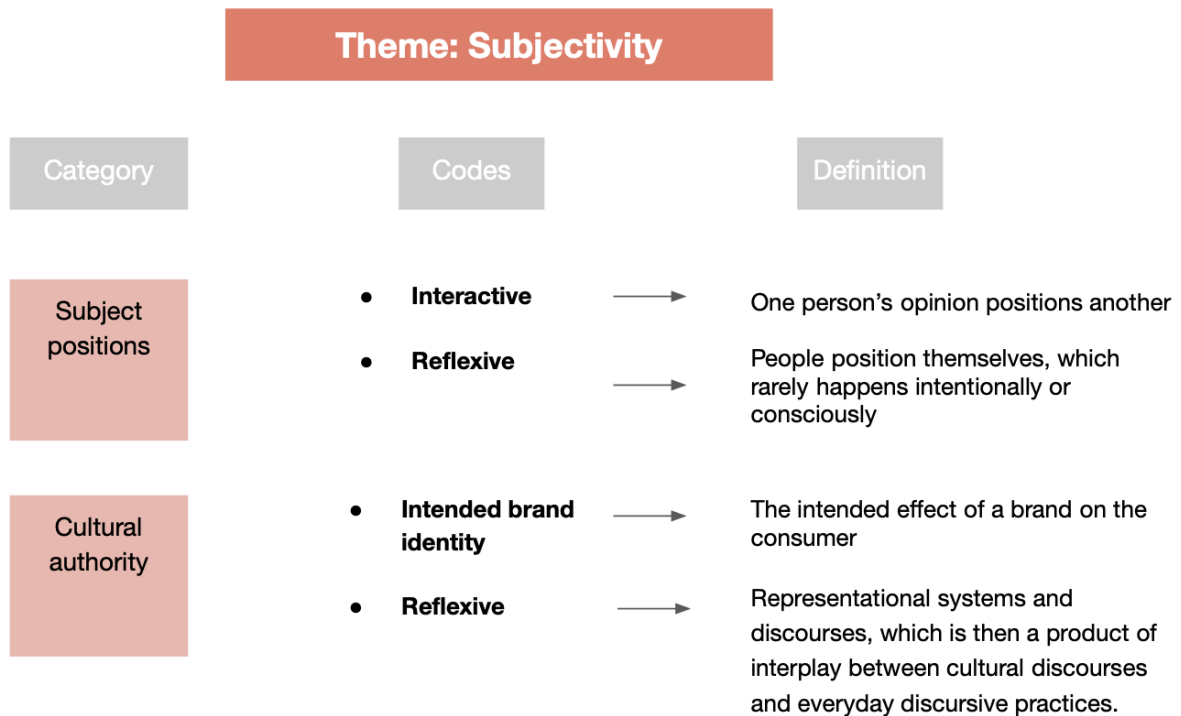 Theme: Subjectivity
Category
Codes
Definition
Subject
positions
● Interactive
One person’s opinion positions another
● Reflexive
People position themselves, which
rarely happens intentionally or
consciously
Cultural
authority
● Intended brand
identity
The intended effect of a brand on the
consumer
● Reflexive
Representational systems and
discourses, which is then a product of
interplay between cultural discourses
and everyday discursive practices.